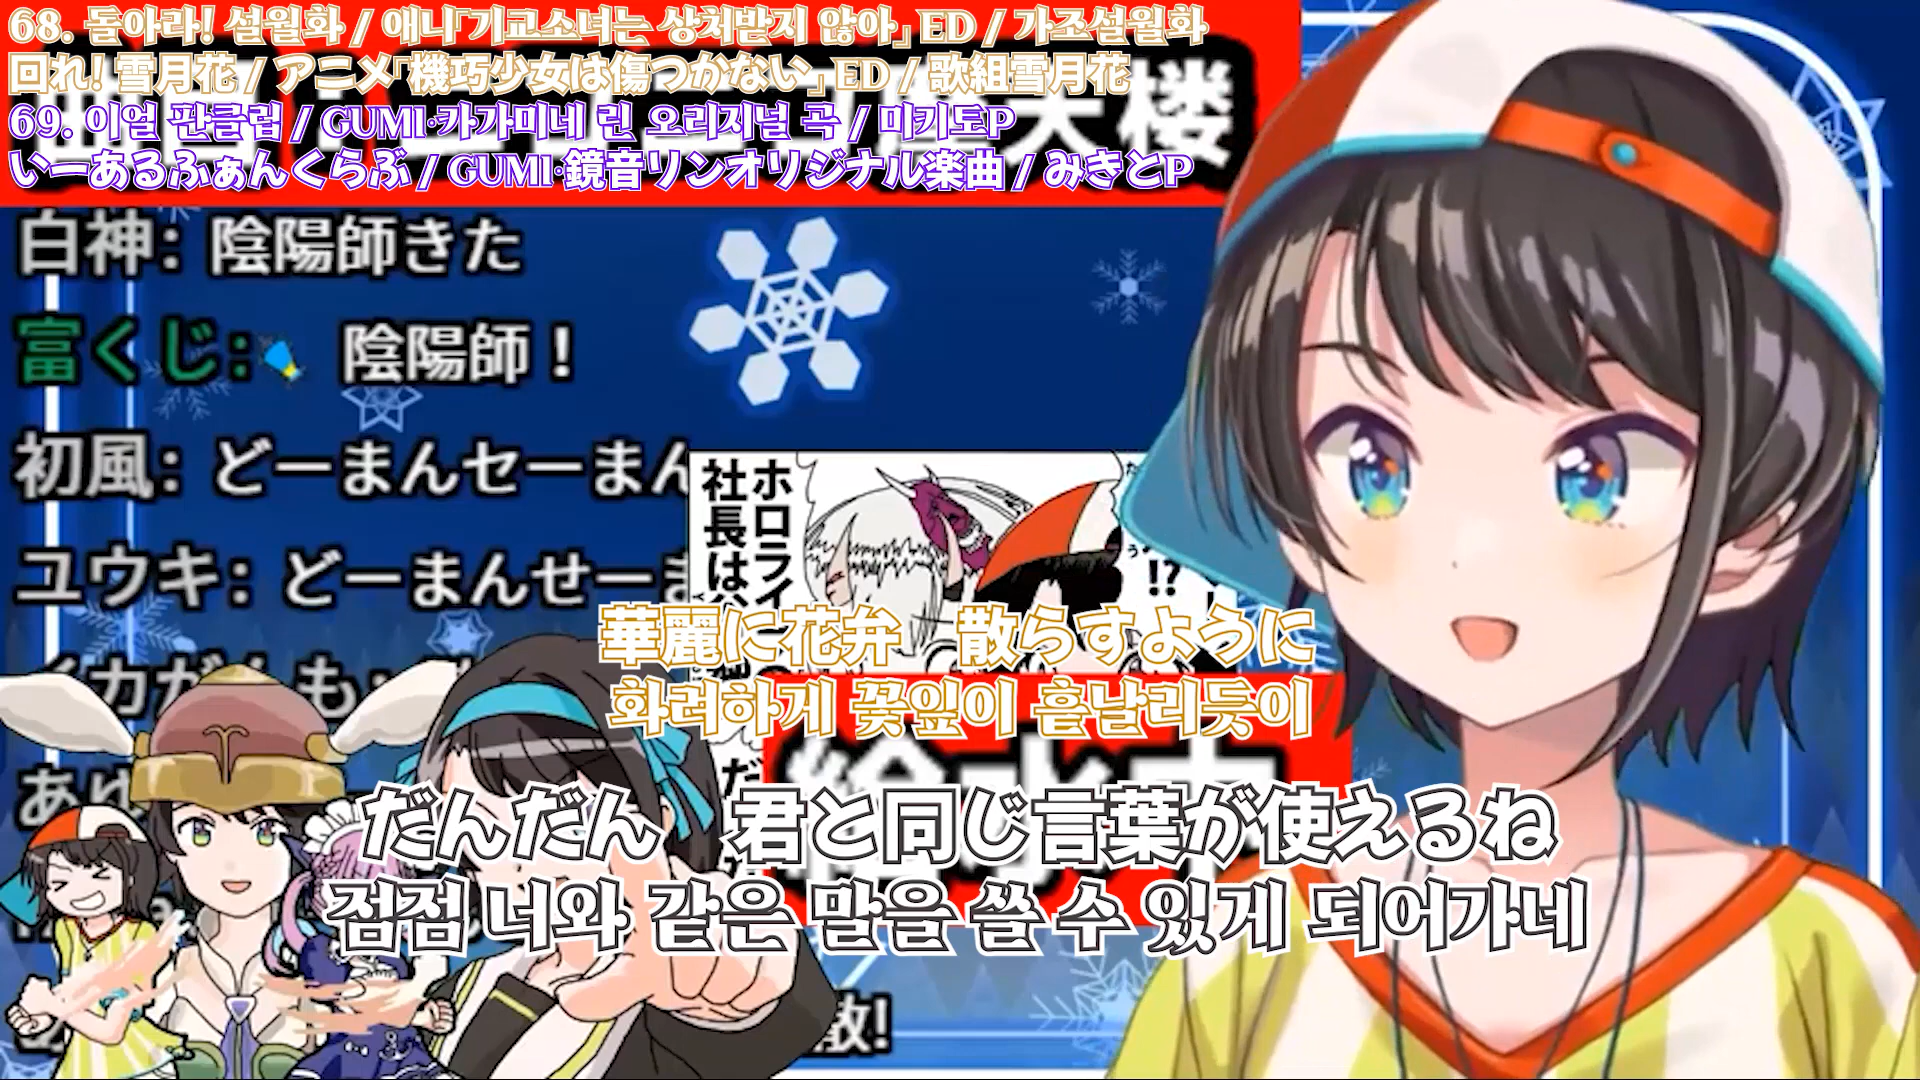 68. 돌아라! 설월화 / 애니「기교소녀는 상처받지 않아」 ED / 가조설월화
回れ! 雪月花 / アニメ「機巧少女は傷つかない」ED / 歌組雪月花
69. 이얼 판클럽 / GUMI·카가미네 린 오리지널 곡 / 미키토P
いーあるふぁんくらぶ / GUMI·鏡音リンオリジナル楽曲 / みきとP
白神: 陰陽師きた
富くじ: 陰陽師！
初風: どーまんセーまん
ユウキ: どーまんせーま
ホロライ
社長は
!?
華麗に花弁　散らすように
화려하게 꽃잎이 흩날리듯이
だんだん　君と同じ言葉が使えるね
점점 너와 같은 말을 쓸 수 있게 되어가네